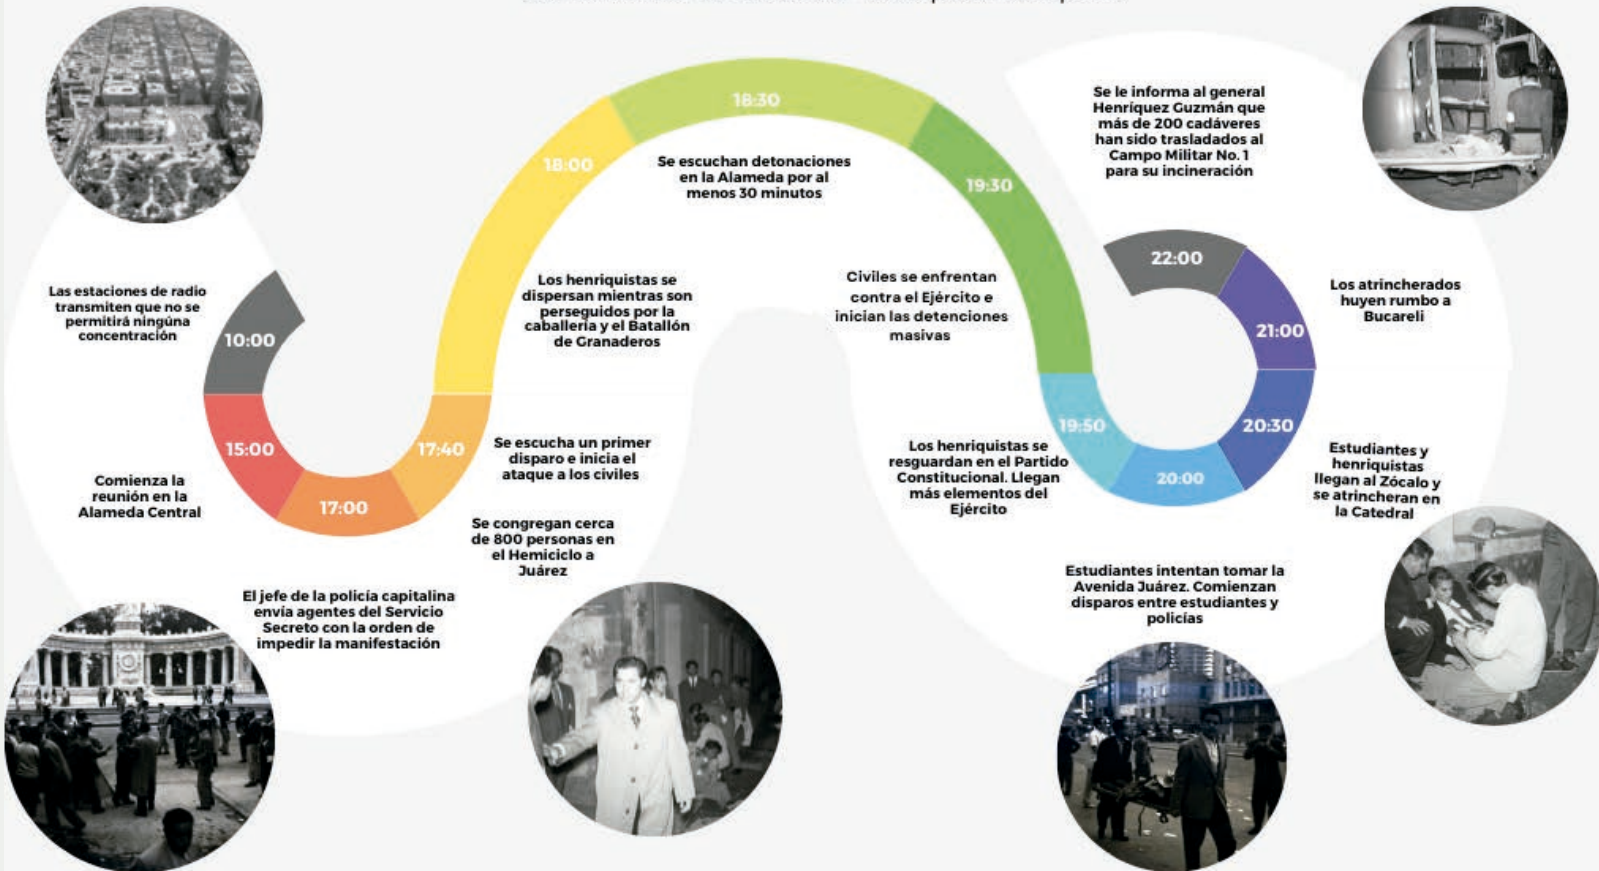 10:00
Las estaciones de radio
transmiten que no se
permitirá ningúna
concentración
15:00
Comienza la
reunión en la
Alameda Central
17:00
El jefe de la policía capitalina
envía agentes del Servicio
Secreto con la orden de
impedir la manifestación
17:40
Se escucha un primer
disparo e inicia el
ataque a los civiles
Se congregan cerca
de 800 personas en
el Hemiciclo a
Juárez
18:00
Los henriquistas se
dispersan mientras son
perseguidos por la
caballería y el Batallón
de Granaderos
18:30
Se escuchan detonaciones
en la Alameda por al
menos 30 minutos
19:30
Civiles se enfrentan
contra el Ejército e
inician las detenciones
masivas
19:50
Los henriquistas se
resguardan en el Partido
Constitucional. Llegan
más elementos del
Ejército
20:00
Estudiantes intentan tomar la
Avenida Juárez. Comienzan
disparos entre estudiantes y
policías
20:30
Estudiantes y
henriquistas
llegan al Zócalo y
se atrincheran en
la Catedral
21:00
Los atrincherados
huyen rumbo a
Bucareli
22:00
Se le informa al general
Henríquez Guzmán que
más de 200 cadáveres
han sido trasladados al
Campo Militar No. 1
para su incineración